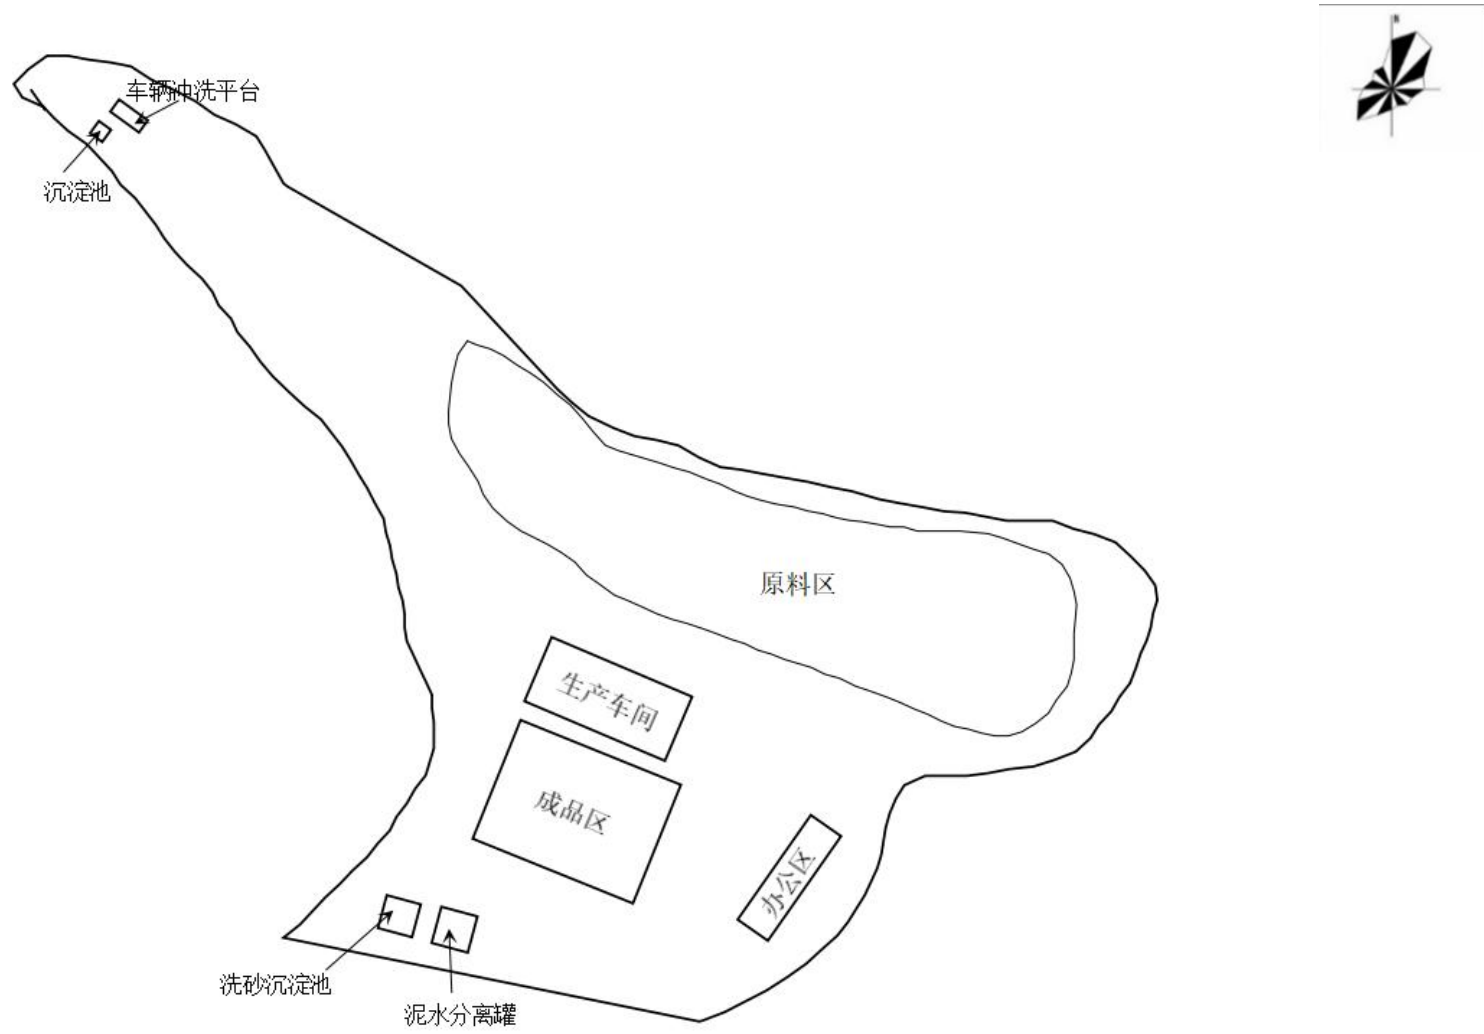 N
车辆冲洗平台
沉淀池
原料区
生产车间
成品区
办公区
洗砂沉淀池
泥水分离罐